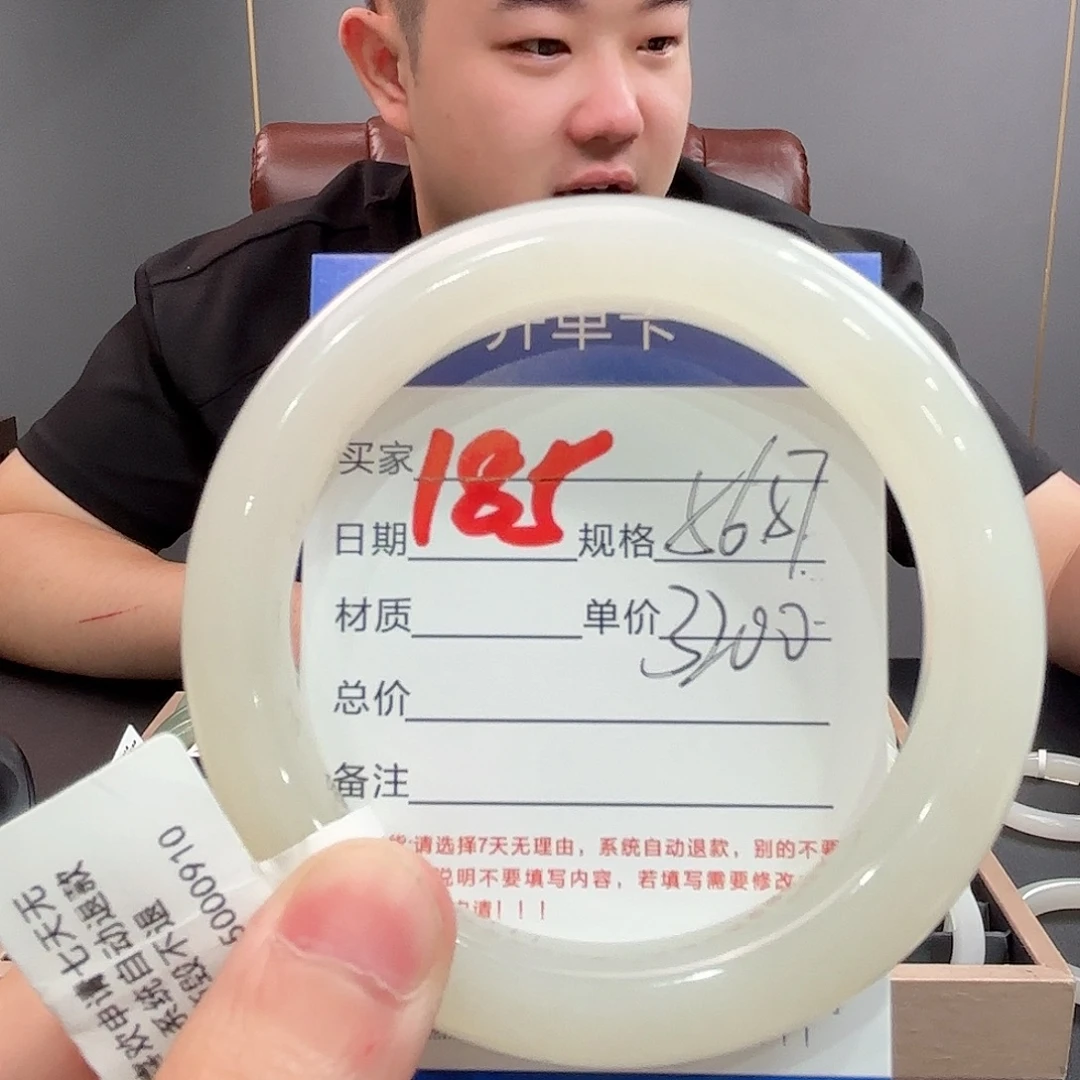 开单卡
买家 185
日期 规格
材质 单价 3200-
总价
备注
请选择7天无理由，系统自动退款，别的不要
说明不要填写内容，若填写需要修改
请！！！
欢申请七天无
系统自动退款
毁不退
5000910